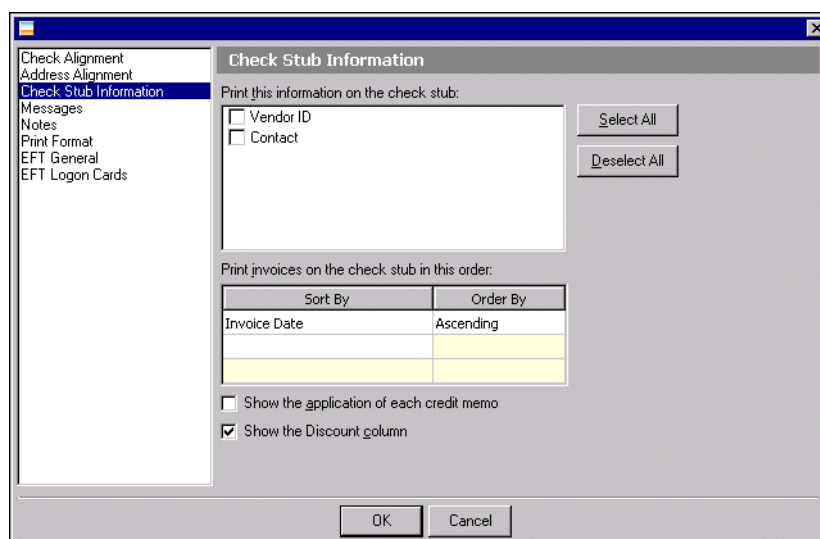 Check Alignment
Address Alignment
Check Stub Information
Messages
Notes
Print Format
EFT General
EFT Logon Cards
Check Stub Information
Print this information on the check stub:
Vendor ID
Contact
Select All
Deselect All
Print invoices on the check stub in this order:
Sort By Order By
Invoice Date Ascending
Show the application of each credit memo
Show the Discount column
OK Cancel